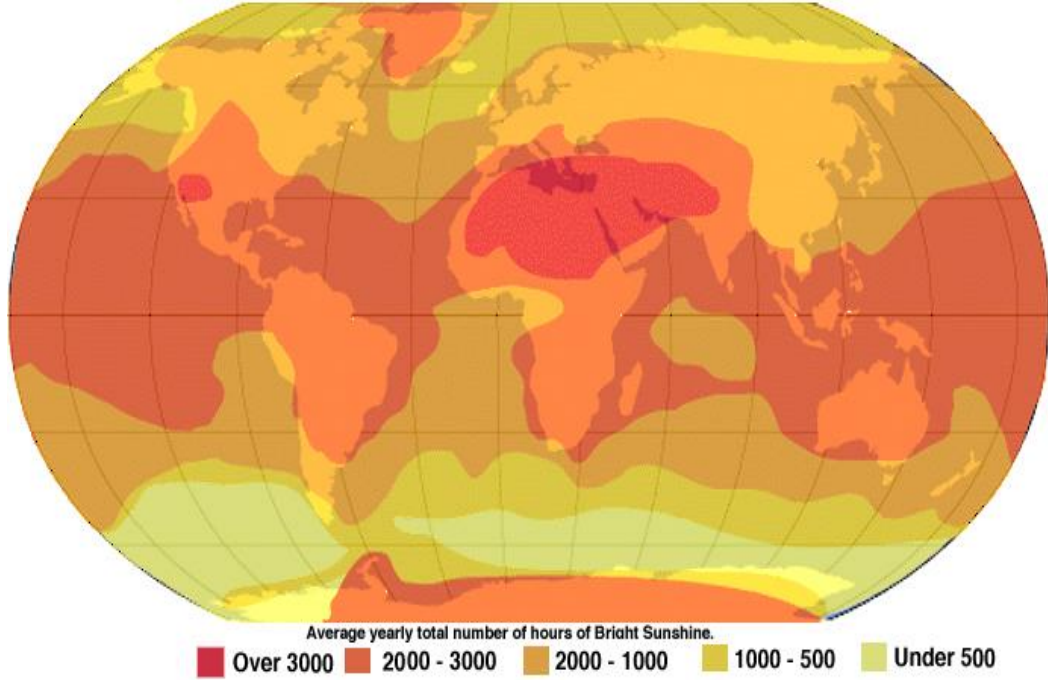 Average yearly total number of hours of Bright Sunshine.
Over 3000 2000 - 3000 2000 - 1000 1000 - 500 Under 500